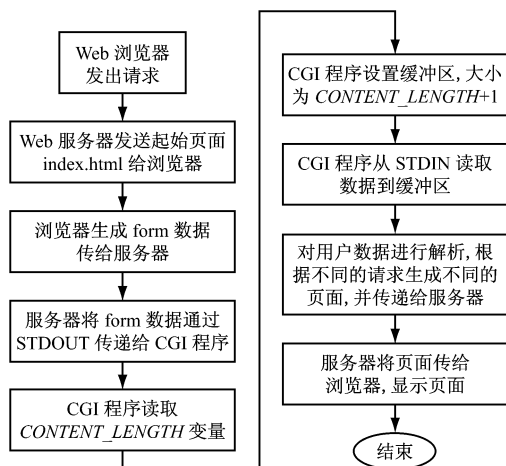 Web 浏览器
发出请求
Web 服务器发送起始页面
index.html 给浏览器
浏览器生成 form 数据
传给服务器
服务器将 form 数据通过
STDOUT 传递给 CGI 程序
CGI 程序读取
CONTENT_LENGTH 变量
CGI 程序设置缓冲区, 大小
为 CONTENT_LENGTH+1
CGI 程序从 STDIN 读取
数据到缓冲区
对用户数据进行解析, 根
据不同的请求生成不同的
页面, 并传递给服务器
服务器将页面传给
浏览器, 显示页面
结束